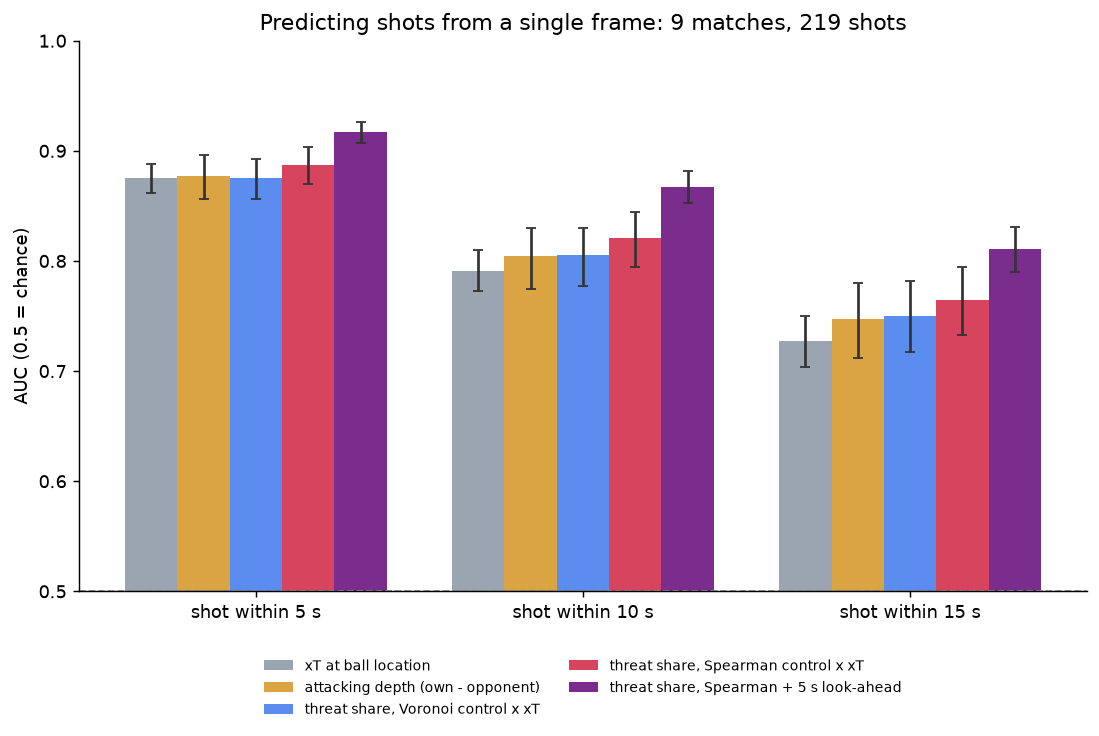 Predicting shots from a single frame: 9 matches, 219 shots
AUC (0.5 = chance)
1.0
0.9
0.8
0.7
0.6
0.5
shot within 5 s
shot within 10 s
shot within 15 s
xT at ball location
attacking depth (own - opponent)
threat share, Voronoi control x xT
threat share, Spearman control x xT
threat share, Spearman + 5 s look-ahead